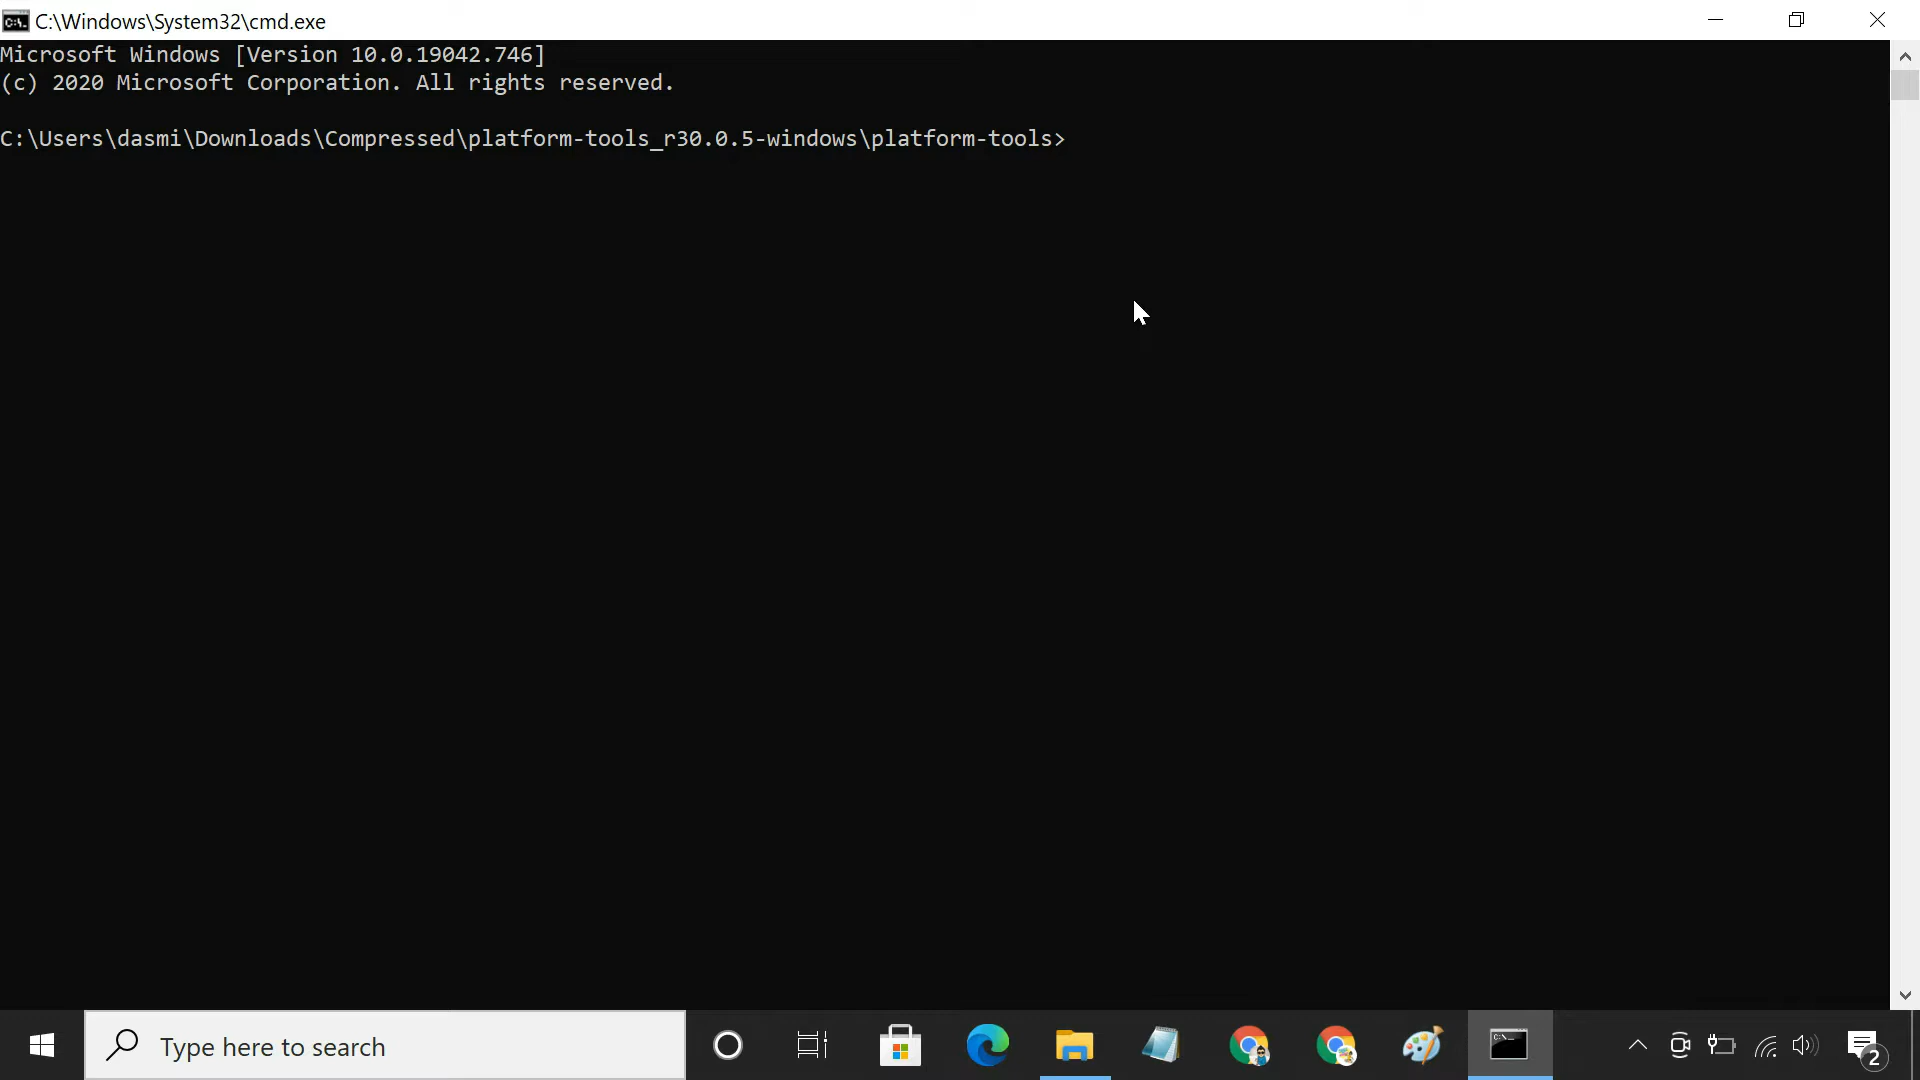 C:\Windows\System32\cmd.exe
Microsoft Windows [Version 10.0.19042.746]
(c) 2020 Microsoft Corporation. All rights reserved.
C:\Users\dasmi\Downloads\Compressed\platform-tools_r30.0.5-windows\platform-tools>
Type here to search
2